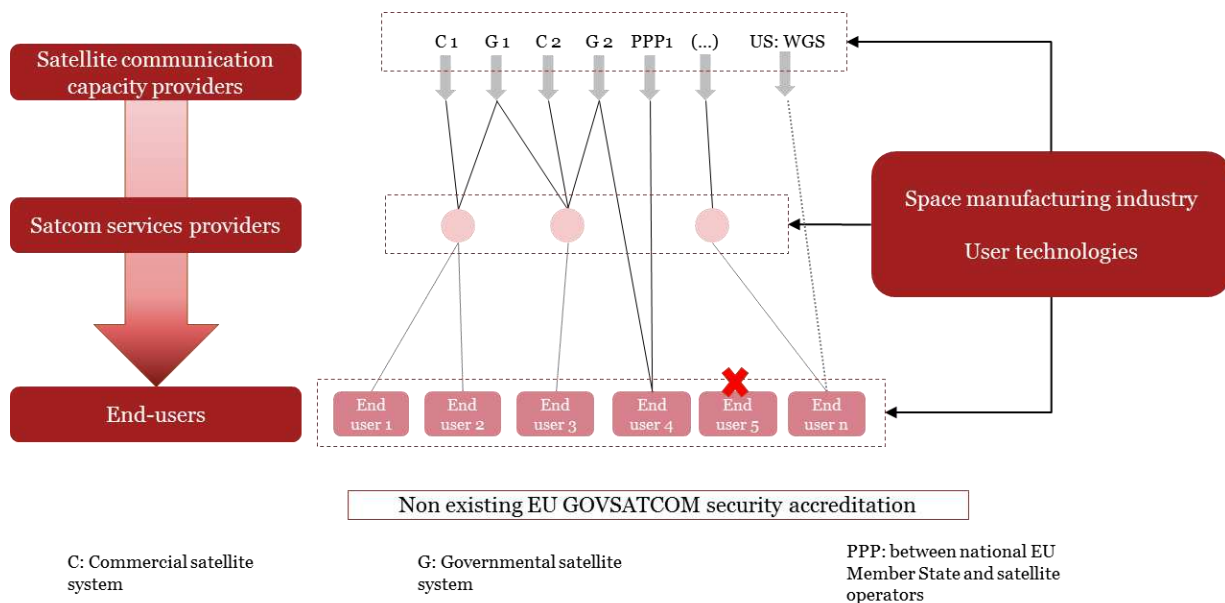 C 1 G 1 C 2 G 2 PPP1 (...) US: WGS
Satellite communication
capacity providers
Satcom services providers
Space manufacturing industry
User technologies
End-users
End
user 1
End
user 2
End
user 3
End
user 4
End
user 5
End
user n
Non existing EU GOVSATCOM security accreditation
C: Commercial satellite
system
G: Governmental satellite
system
PPP: between national EU
Member State and satellite
operators